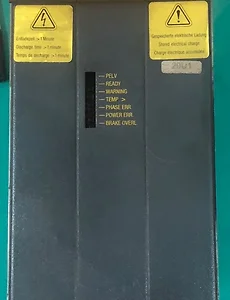 Entladezeit >1 Minute
Discharge time >1 Minute
Temps de décharge >1 minute
Gespeicherte elektrische Ladung
Stored electrical charge
Charge électrique accumulée
PELV
READY
WARNING
TEMP >
PHASE ERR
POWER ERR
BRAKE OVERL